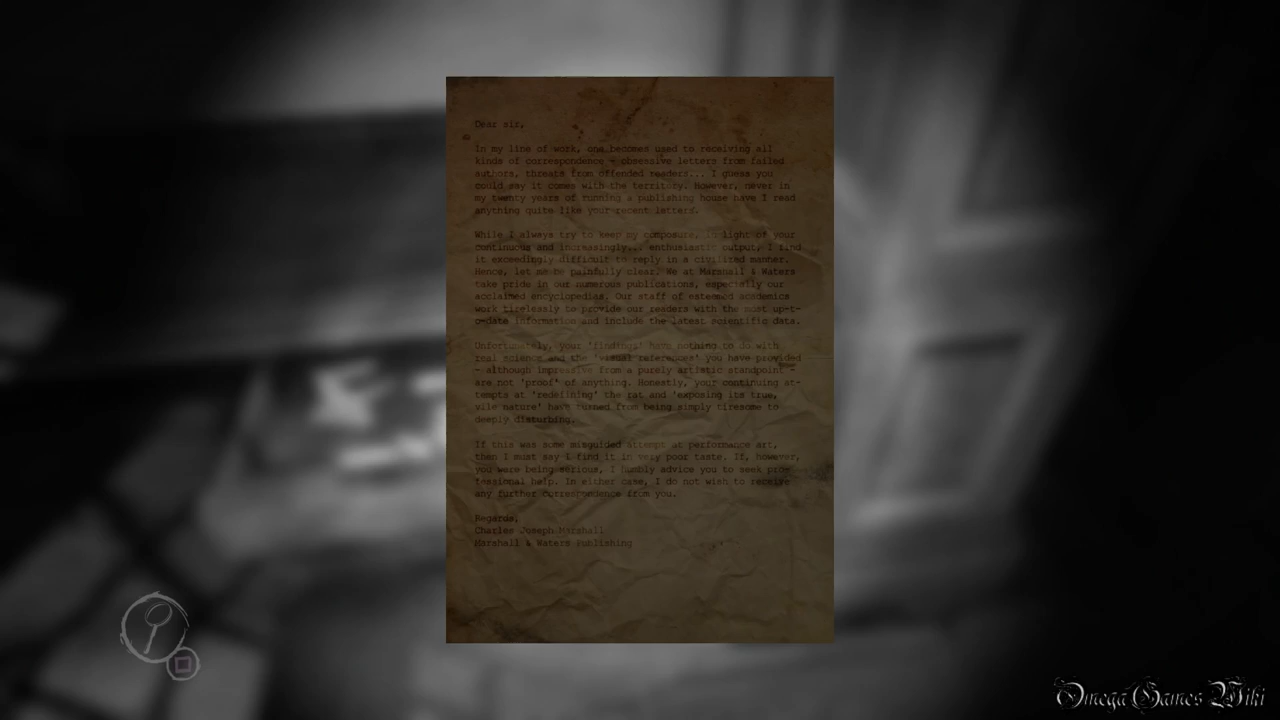 Dear sir,
In my line of work, one becomes used to receiving all
kinds of correspondence - obsessive letters from failed
authors, threats from offended readers... I guess you
could say it comes with the territory. However, never in
my twenty years of running a publishing house have I read
anything quite like your recent letters.
While I always try to keep my composure, in light of your
continuous and increasingly... enthusiastic output, I find
it exceedingly difficult to reply in a civilized manner.
Hence, let me be painfully clear. We at Marshall & Waters
take pride in our numerous publications, especially our
acclaimed encyclopedias. Our staff of esteemed academics
work tirelessly to provide our readers with the most up-t-
o-date information and include the latest scientific data.
Unfortunately, your 'findings' have nothing to do with
real science and the 'visual references' you have provided
- although impressive from a purely artistic standpoint -
are not 'proof' of anything. Honestly, your continuing at-
tempts at 'redefining' the rat and 'exposing its true,
vile nature' have turned from being simply tiresome to
deeply disturbing.
If this was some misguided attempt at performance art,
then I must say I find it in very poor taste. If, however,
you were being serious, I humbly advice you to seek pro-
fessional help. In either case, I do not wish to receive
any further correspondence from you.
Regards,
Charles Joseph Marshall
Marshall & Waters Publishing
Omega Games Wiki